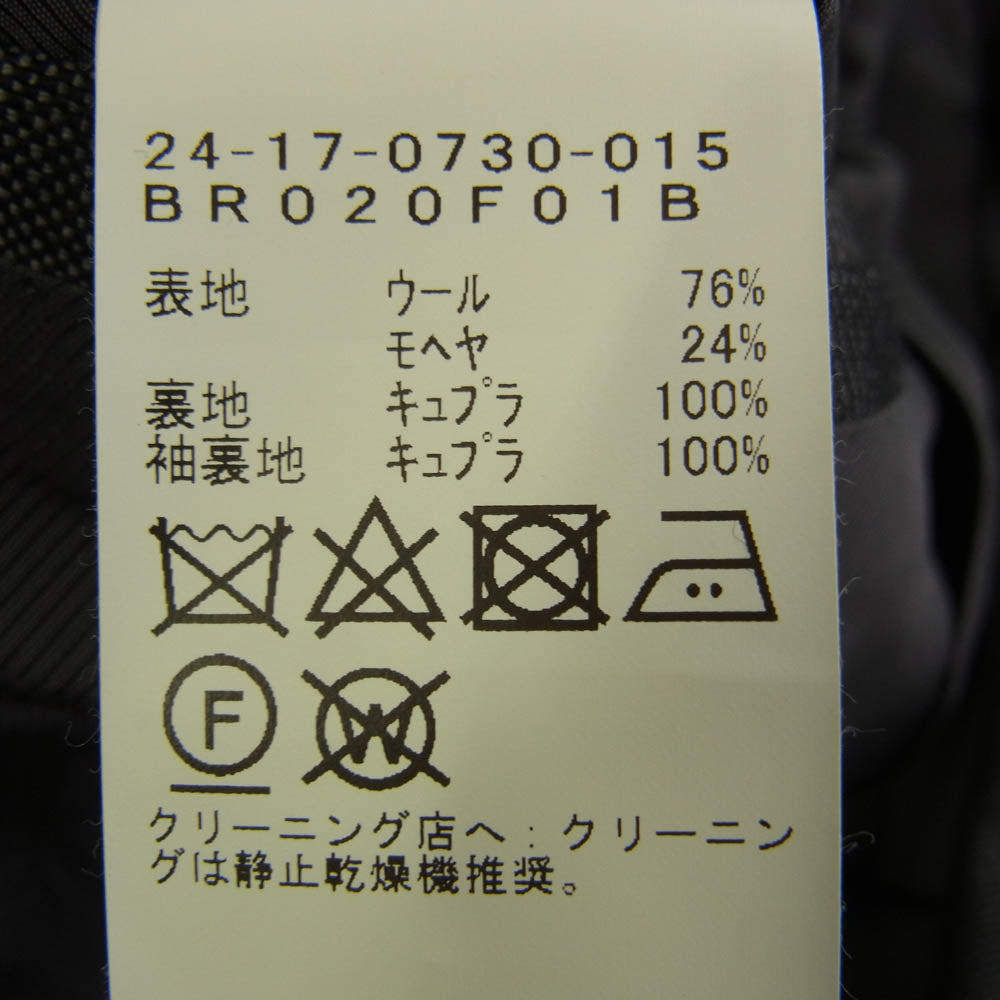 24-17-0730-015
BR020F01B
表地 ウール 76%
モヘヤ 24%
裏地 キュプラ 100%
袖裏地 キュプラ 100%
F W
クリーニング店へ:クリーニン
グは静止乾燥機推奨。